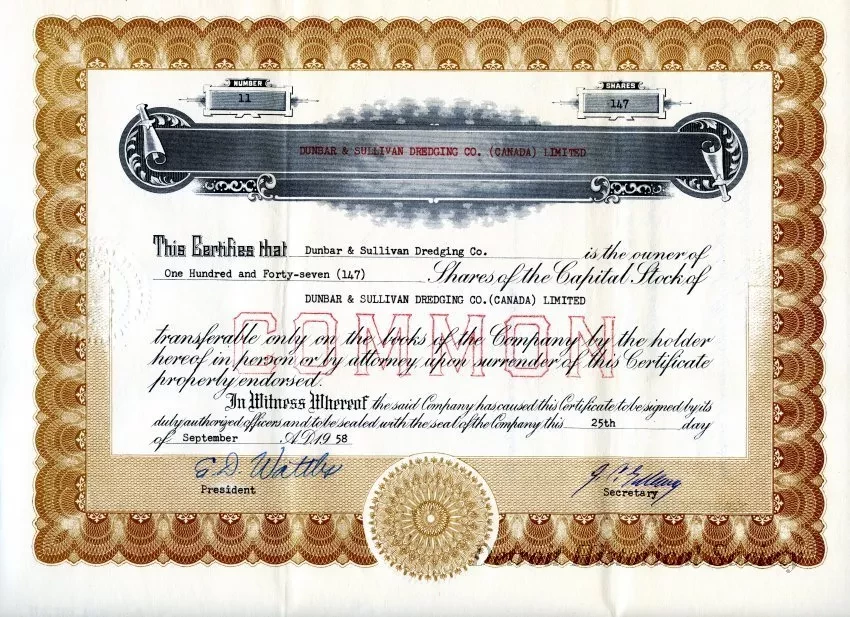 NUMBER
11
SHARES
147
DUNBAR & SULLIVAN DREDGING CO. (CANADA) LIMITED
This Certifies that Dunbar & Sullivan Dredging Co. is the owner of
One Hundred and Forty-seven (147) Shares of the Capital Stock of
DUNBAR & SULLIVAN DREDGING CO.(CANADA) LIMITED
COMMON
transferable only on the books of the Company by the holder
hereof in person or by attorney, upon surrender of this Certificate
properly endorsed.
In Witness Whereof the said Company has caused this Certificate to be signed by its
duly authorized officers and to be sealed with the seal of the Company this 25th day
of September A.D. 19 58
E. D. Wattles
President
Secretary
Detroit Historical Society